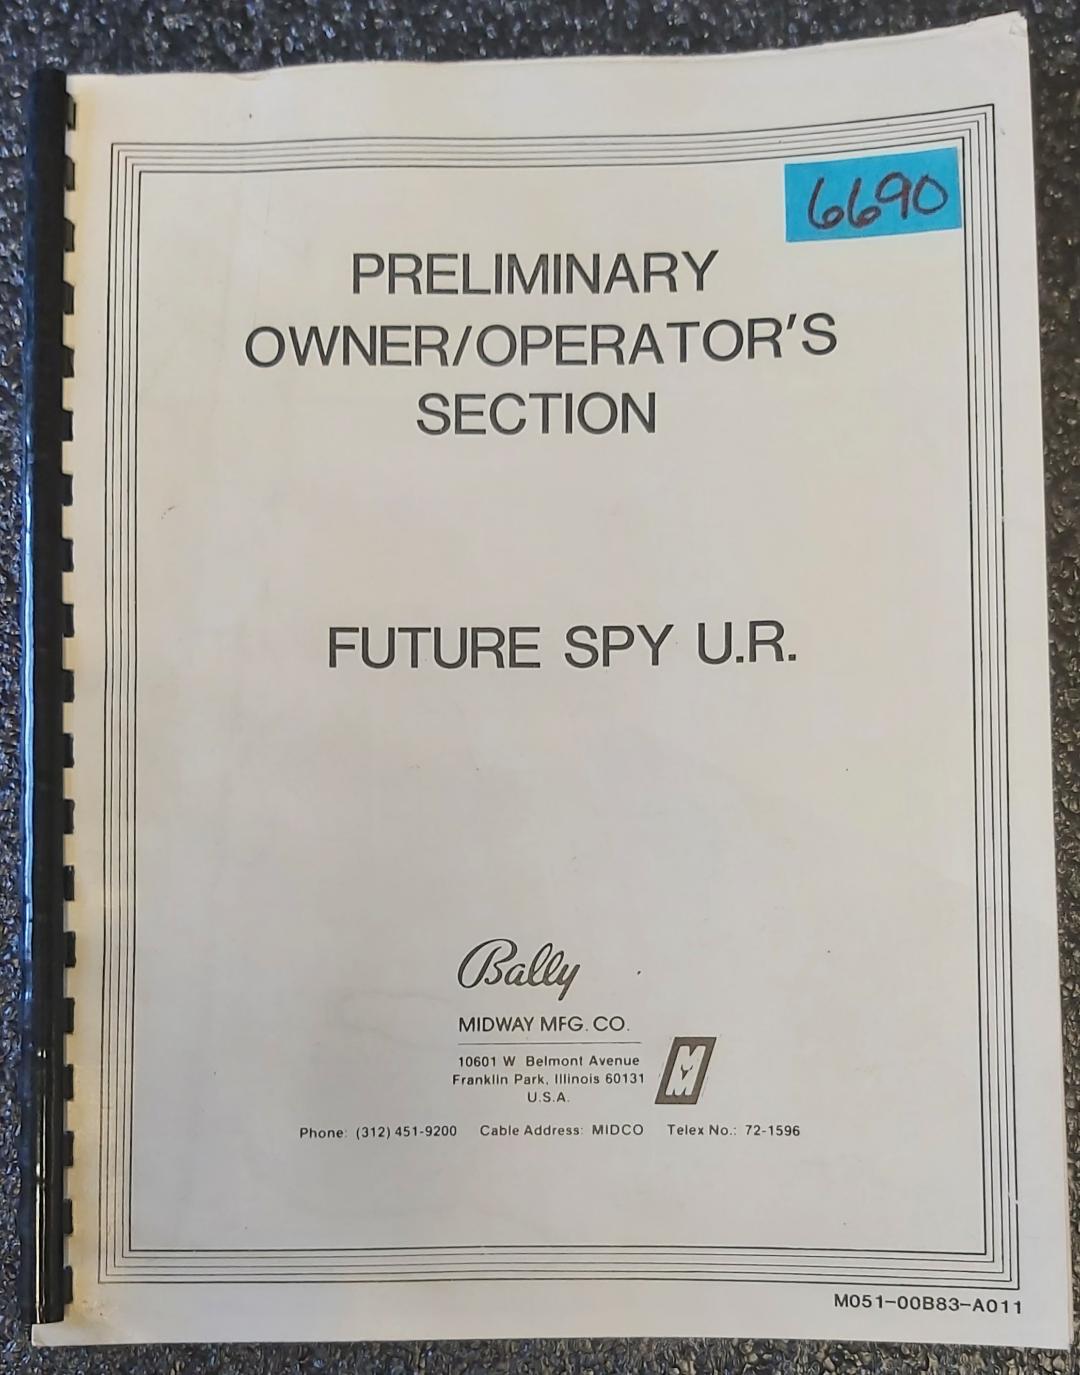 6690
PRELIMINARY
OWNER/OPERATOR'S
SECTION
FUTURE SPY U.R.
Bally
MIDWAY MFG. CO.
10601 W. Belmont Avenue
Franklin Park, Illinois 60131
U.S.A.
Phone: (312) 451-9200 Cable Address: MIDCO Telex No.: 72-1596
M051-00B83-A011